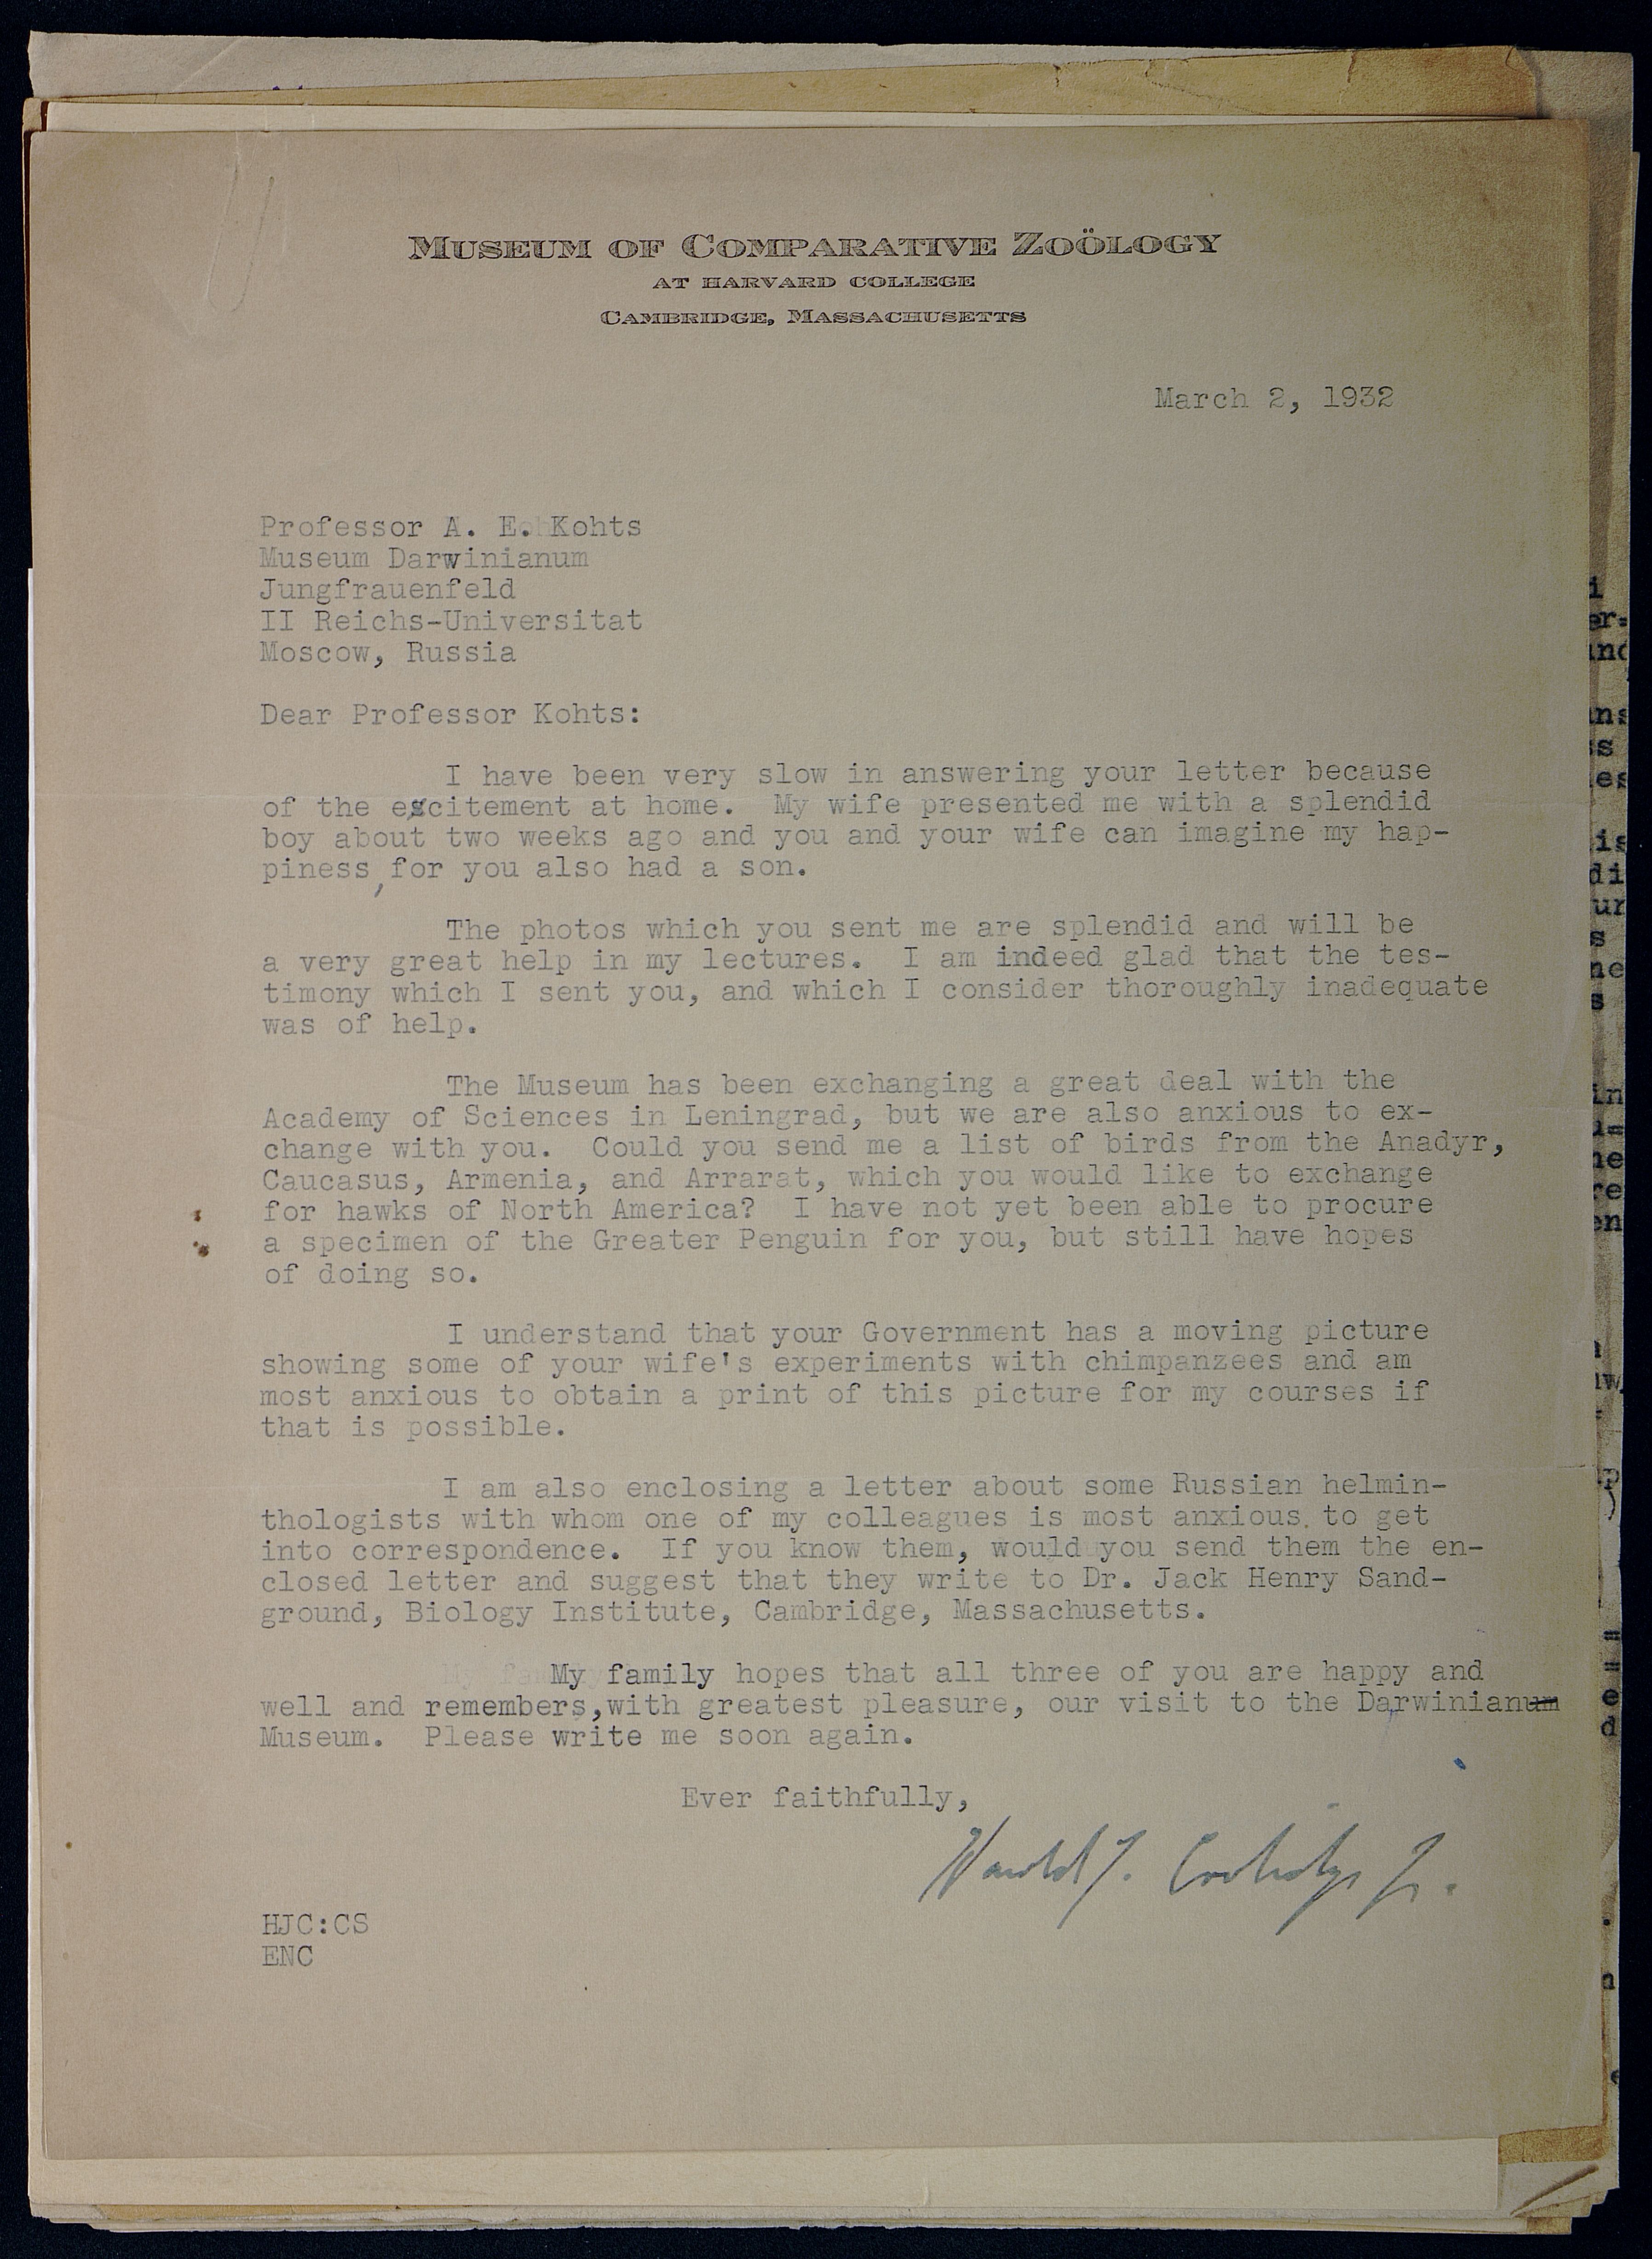 MUSEUM OF COMPARATIVE ZOÖLOGY
AT HARVARD COLLEGE
CAMBRIDGE, MASSACHUSETTS
March 2, 1932
Professor A. E. Kohts
Museum Darwinianum
Jungfrauenfeld
II Reichs-Universitat
Moscow, Russia
Dear Professor Kohts:
I have been very slow in answering your letter because
of the excitement at home. My wife presented me with a splendid
boy about two weeks ago and you and your wife can imagine my hap-
piness, for you also had a son.
The photos which you sent me are splendid and will be
a very great help in my lectures. I am indeed glad that the tes-
timony which I sent you, and which I consider thoroughly inadequate
was of help.
The Museum has been exchanging a great deal with the
Academy of Sciences in Leningrad, but we are also anxious to ex-
change with you. Could you send me a list of birds from the Anadyr,
Caucasus, Armenia, and Arrarat, which you would like to exchange
for hawks of North America? I have not yet been able to procure
a specimen of the Greater Penguin for you, but still have hopes
of doing so.
I understand that your Government has a moving picture
showing some of your wife's experiments with chimpanzees and am
most anxious to obtain a print of this picture for my courses if
that is possible.
I am also enclosing a letter about some Russian helmin-
thologists with whom one of my colleagues is most anxious to get
into correspondence. If you know them, would you send them the en-
closed letter and suggest that they write to Dr. Jack Henry Sand-
ground, Biology Institute, Cambridge, Massachusetts.
My family hopes that all three of you are happy and
well and remembers, with greatest pleasure, our visit to the Darwinianum
Museum. Please write me soon again.
Ever faithfully,
Harold J. Coolidge Jr.
HJC:CS
ENC